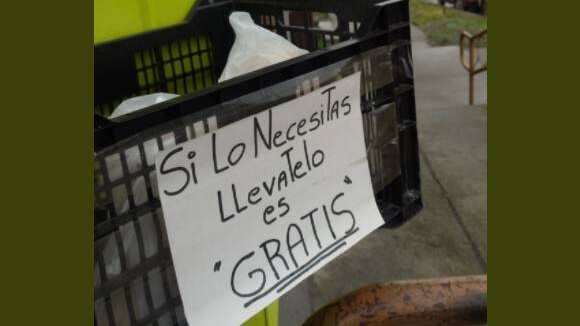 Si Lo NecesiTAs
LLevATeLo
es
"GRATIS"